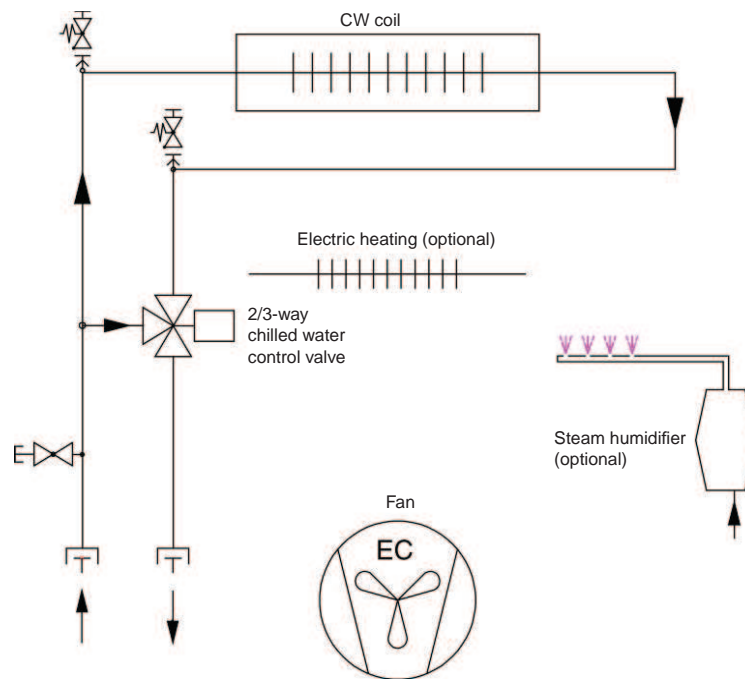 CW coil
Electric heating (optional)
2/3-way
chilled water
control valve
Steam humidifier
(optional)
Fan
EC